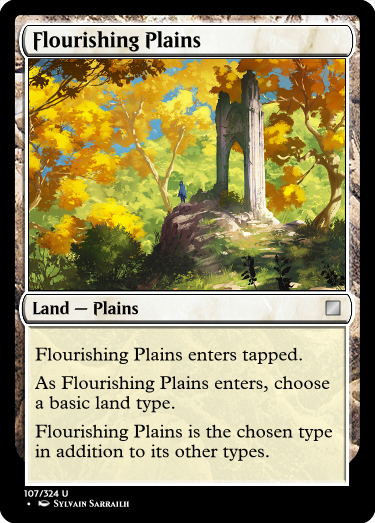 Flourishing Plains
Land — Plains
Flourishing Plains enters tapped.
As Flourishing Plains enters, choose
a basic land type.
Flourishing Plains is the chosen type
in addition to its other types.
107/324 U
• Sylvain Sarrailh